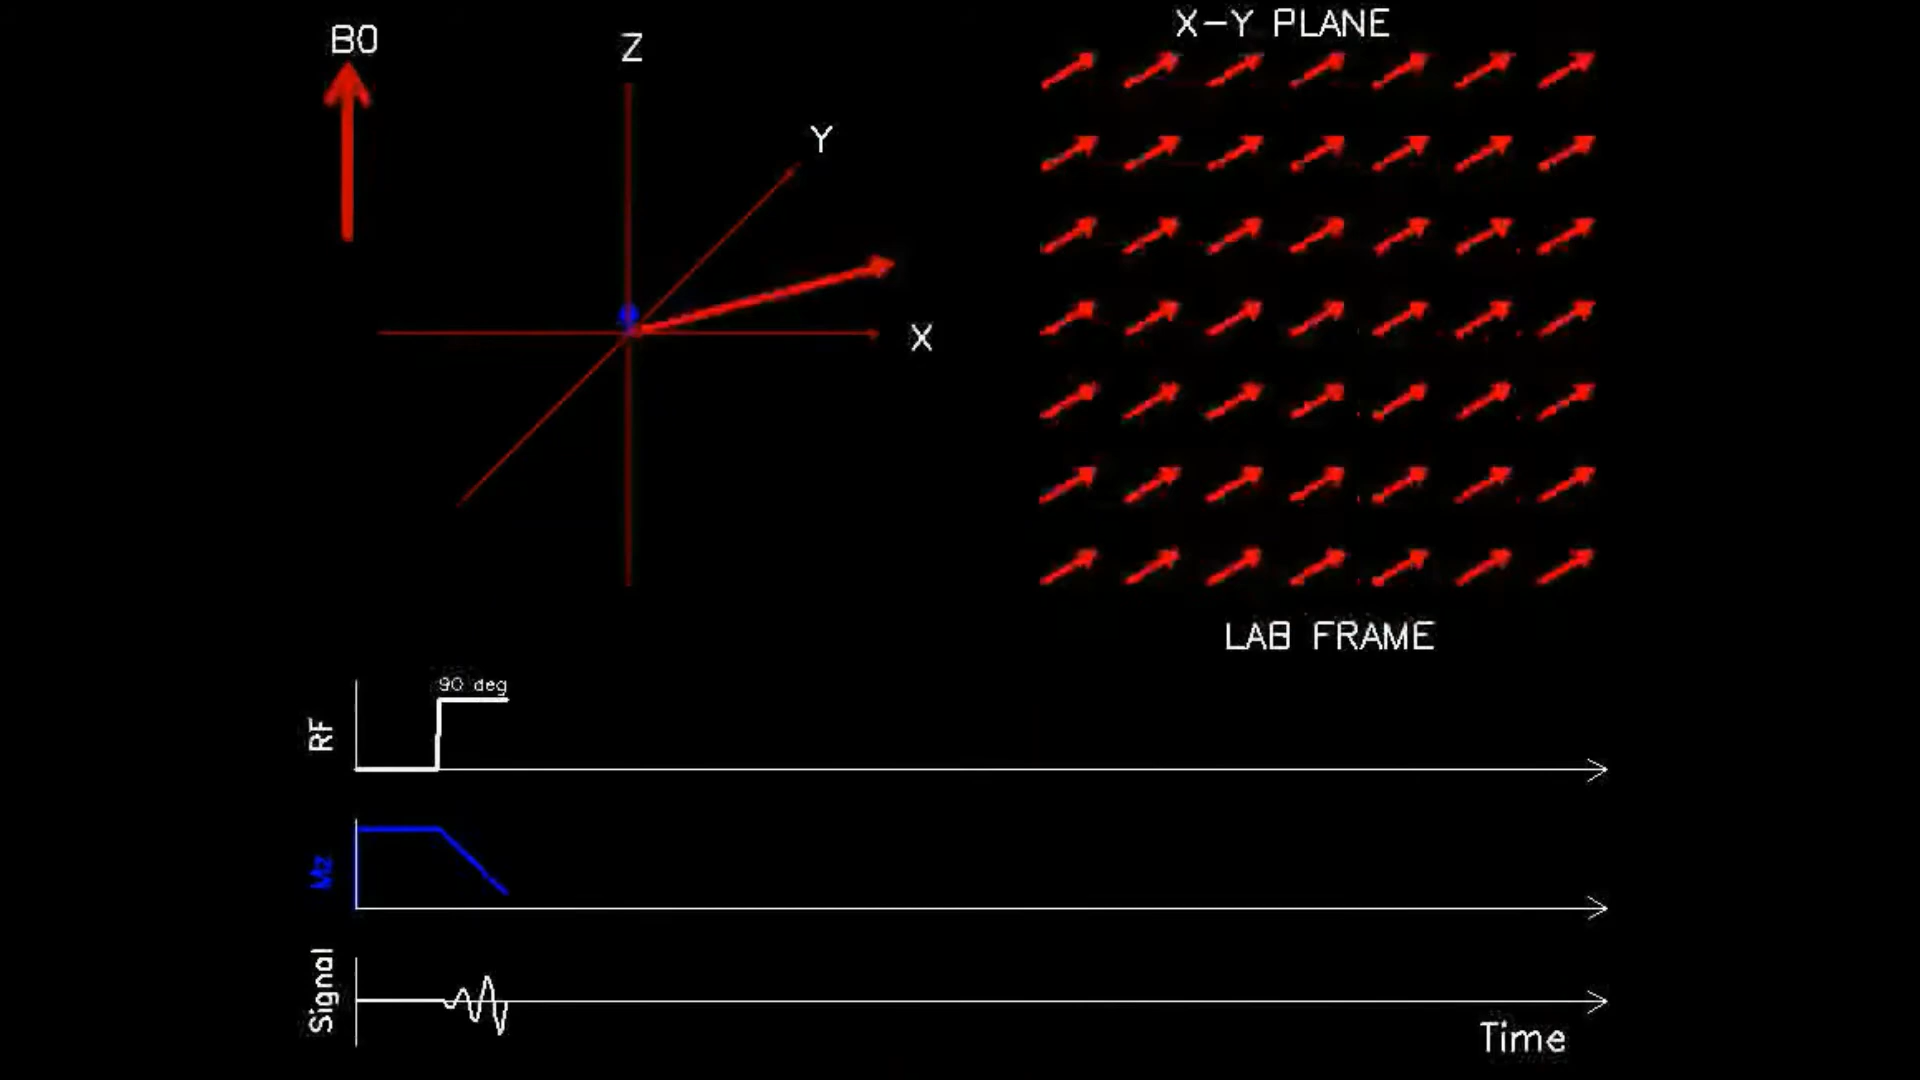 B0
Z
Y
X
X-Y PLANE
LAB FRAME
90 deg
RF
Mz
Signal
Time